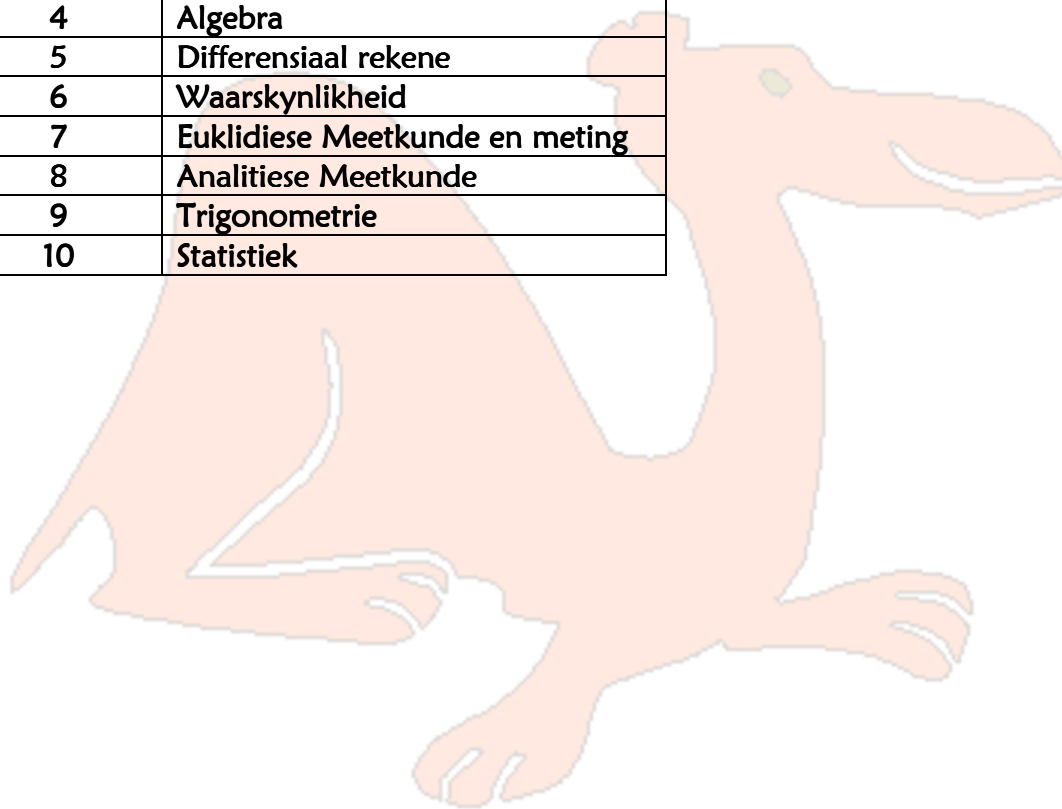 4 Algebra
5 Differensiaal rekene
6 Waarskynlikheid
7 Euklidiese Meetkunde en meting
8 Analitiese Meetkunde
9 Trigonometrie
10 Statistiek